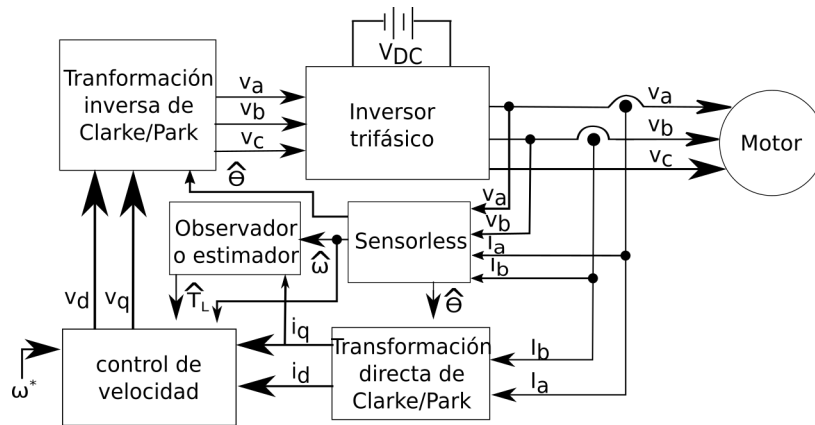 V_DC
Tranformación
inversa de
Clarke/Park
v_a
v_b
v_c
Inversor
trifásico
v_a
v_b
v_c
Motor
Θ̂
v_a
v_b
I_a
I_b
Observador
o estimador
ω̂
Sensorless
T̂_L
Θ̂
v_d
v_q
i_q
i_d
control de
velocidad
ω*
Transformación
directa de
Clarke/Park
I_b
I_a